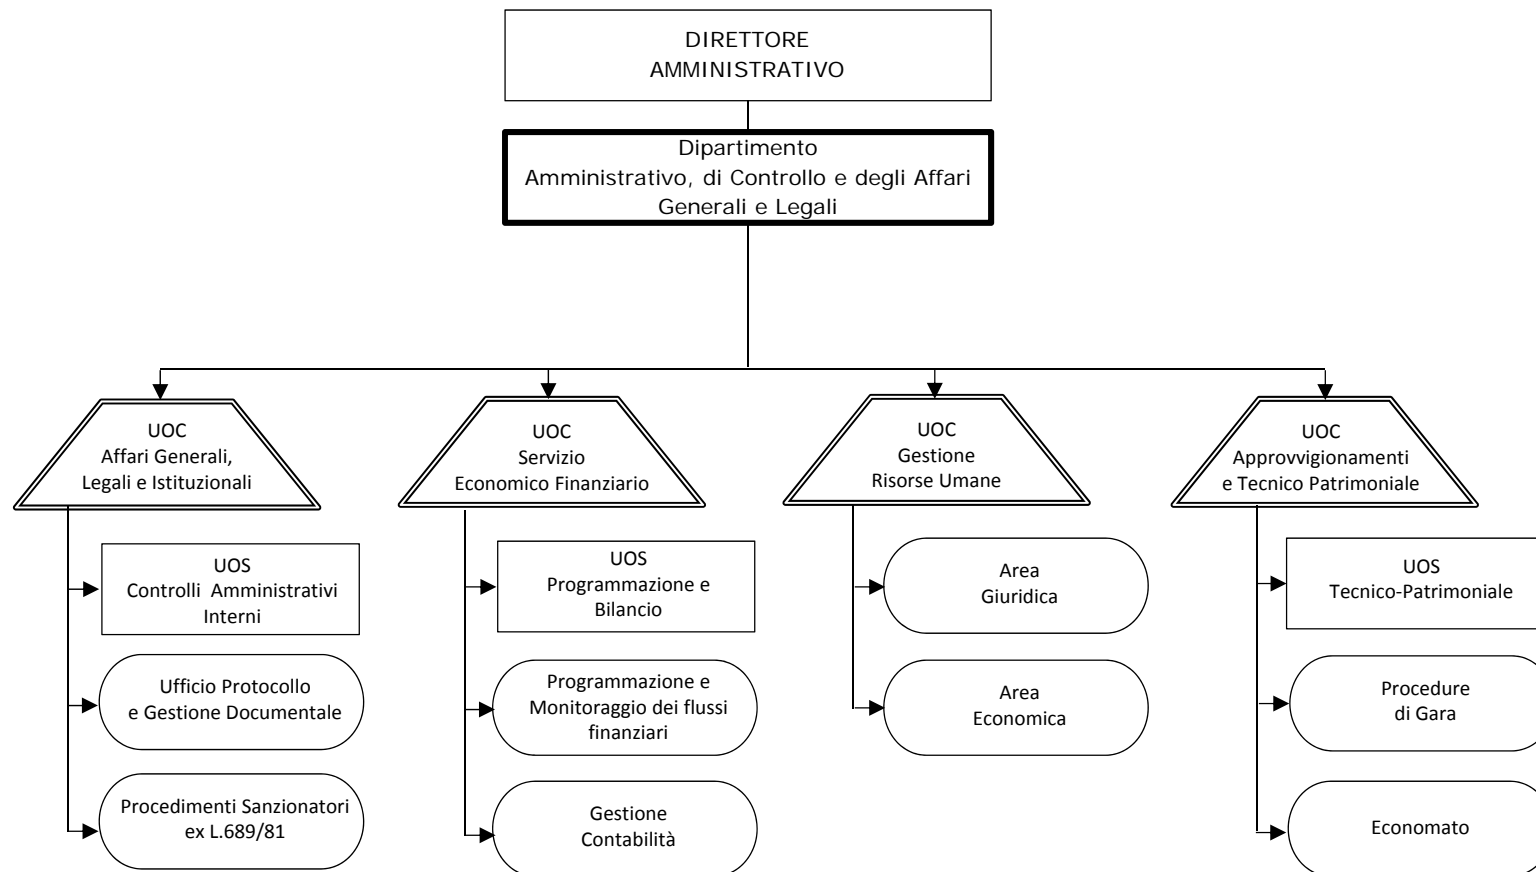 DIRETTORE
AMMINISTRATIVO
Dipartimento
Amministrativo, di Controllo e degli Affari
Generali e Legali
UOC
Affari Generali,
Legali e Istituzionali
UOC
Servizio
Economico Finanziario
UOC
Gestione
Risorse Umane
UOC
Approvvigionamenti
e Tecnico Patrimoniale
UOS
Controlli Amministrativi
Interni
UOS
Programmazione e
Bilancio
Area
Giuridica
UOS
Tecnico-Patrimoniale
Ufficio Protocollo
e Gestione Documentale
Programmazione e
Monitoraggio dei flussi
finanziari
Area
Economica
Procedure
di Gara
Procedimenti Sanzionatori
ex L.689/81
Gestione
Contabilità
Economato